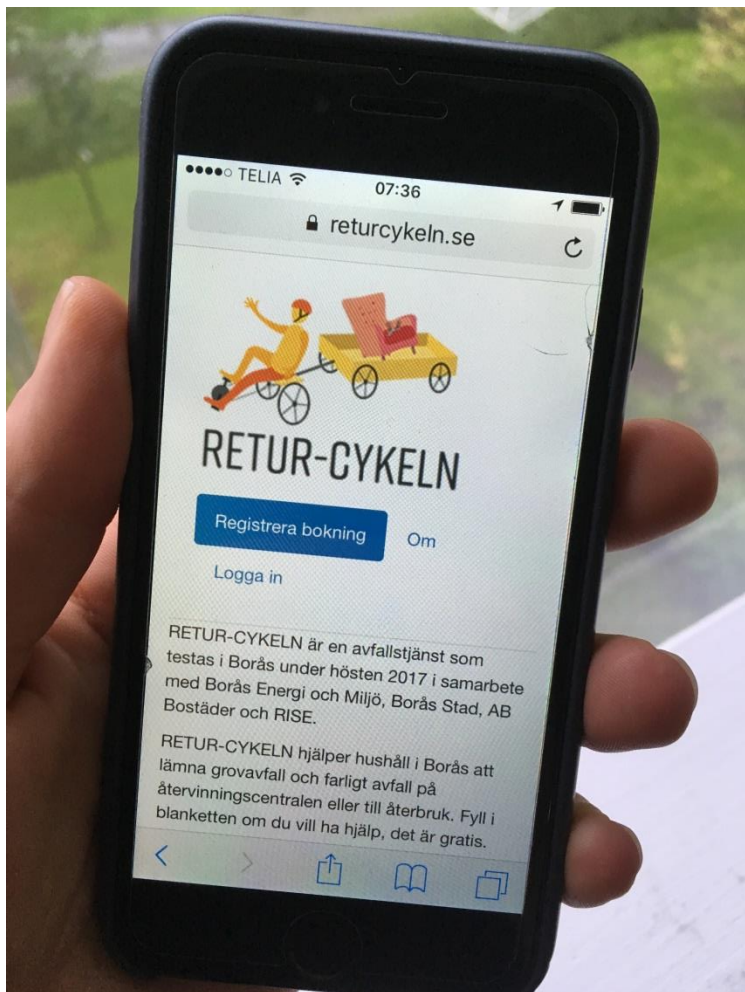 TELIA
07:36
returcykeln.se
RETUR-CYKELN
Registrera bokning
Om
Logga in
RETUR-CYKELN är en avfallstjänst som
testas i Borås under hösten 2017 i samarbete
med Borås Energi och Miljö, Borås Stad, AB
Bostäder och RISE.
RETUR-CYKELN hjälper hushåll i Borås att
lämna grovavfall och farligt avfall på
återvinningscentralen eller till återbruk. Fyll i
blanketten om du vill ha hjälp, det är gratis.